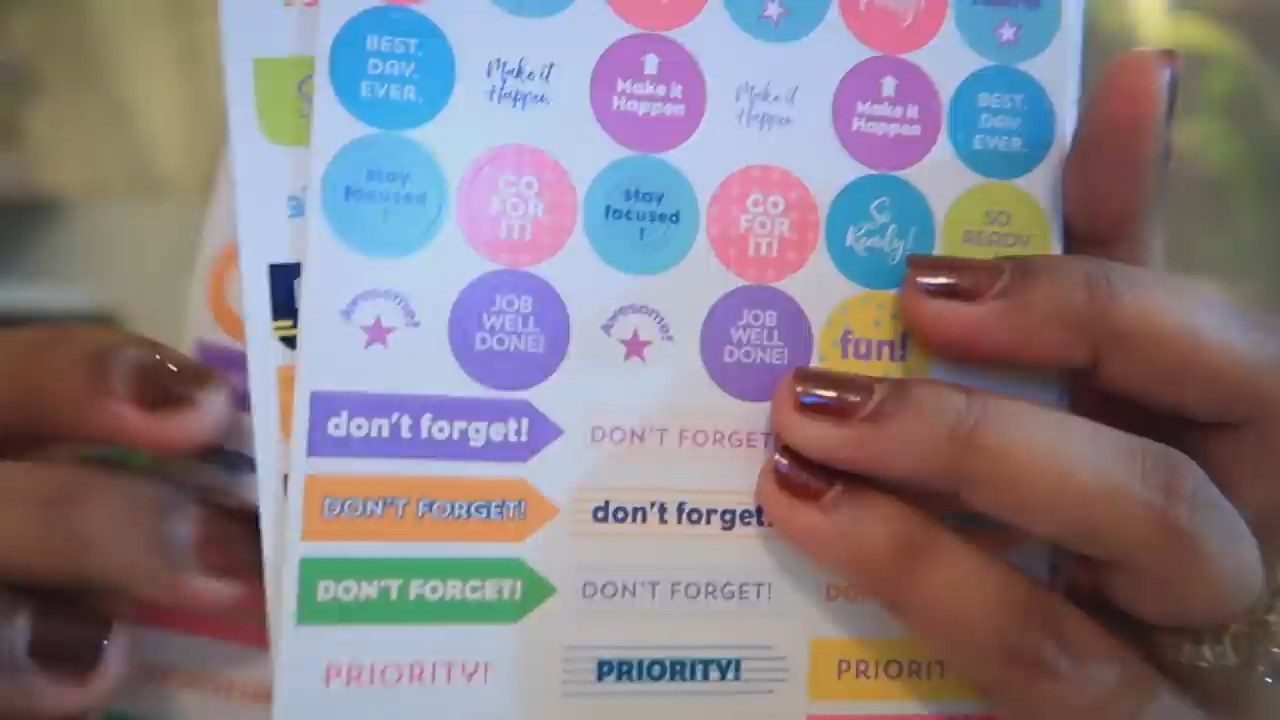 BEST.
DAY.
EVER.
Make it
Happen
Make it
Happen
Make it
Happen
Make it
Happen
BEST.
DAY.
EVER.
stay
focused
!
GO
FOR
IT!
stay
focused
!
GO
FOR
IT!
So
Ready!
SO
READY
Awesome!
JOB
WELL
DONE!
Awesome!
JOB
WELL
DONE!
fun!
don't forget!
DON'T FORGET
DON'T FORGET!
don't forget.
DON'T FORGET!
DON'T FORGET!
PRIORITY!
PRIORITY!
PRIORIT